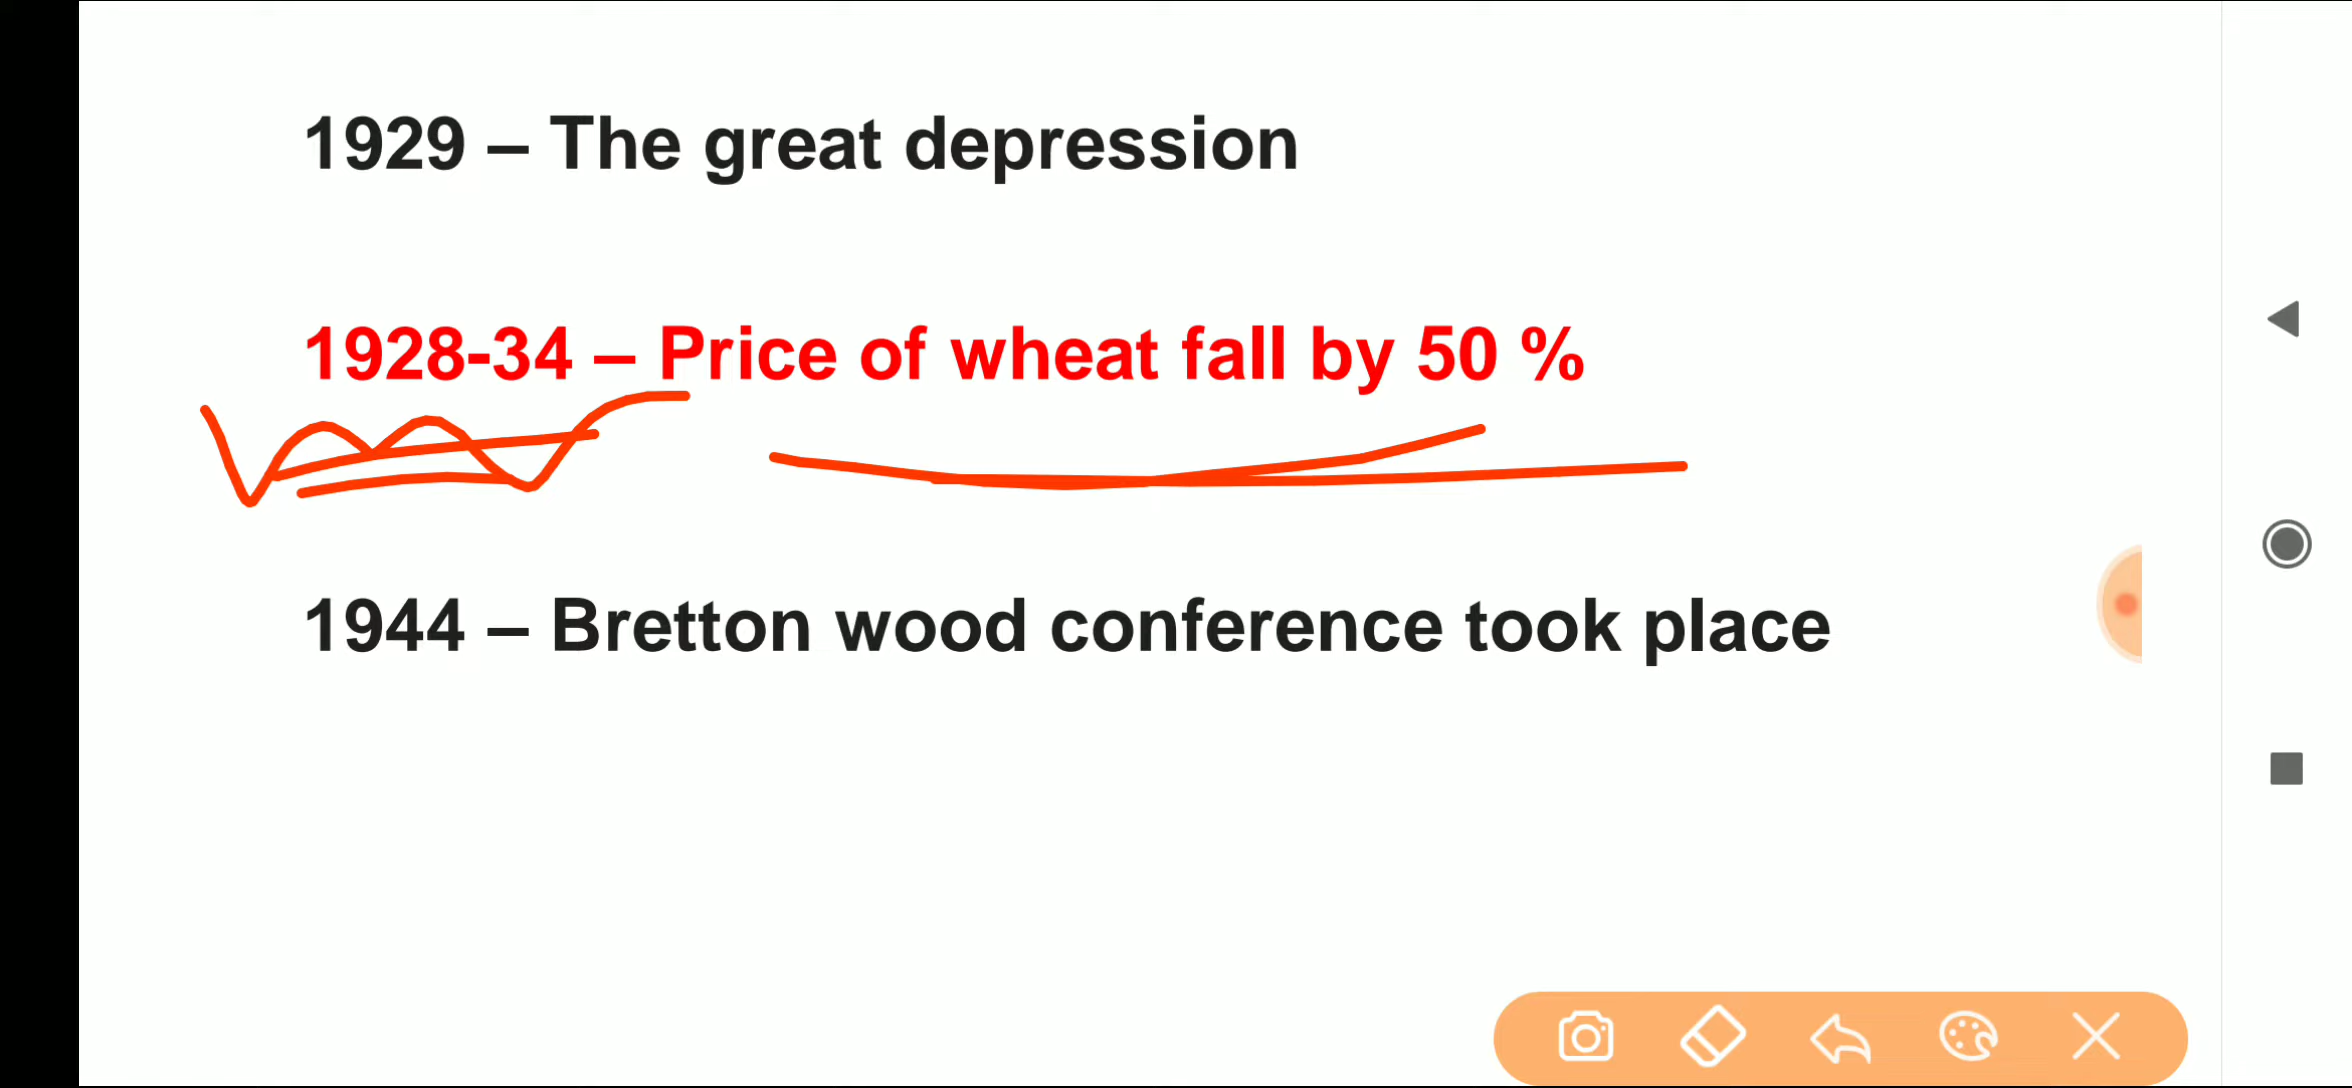 1929 – The great depression
1928-34 – Price of wheat fall by 50 %
1944 – Bretton wood conference took place